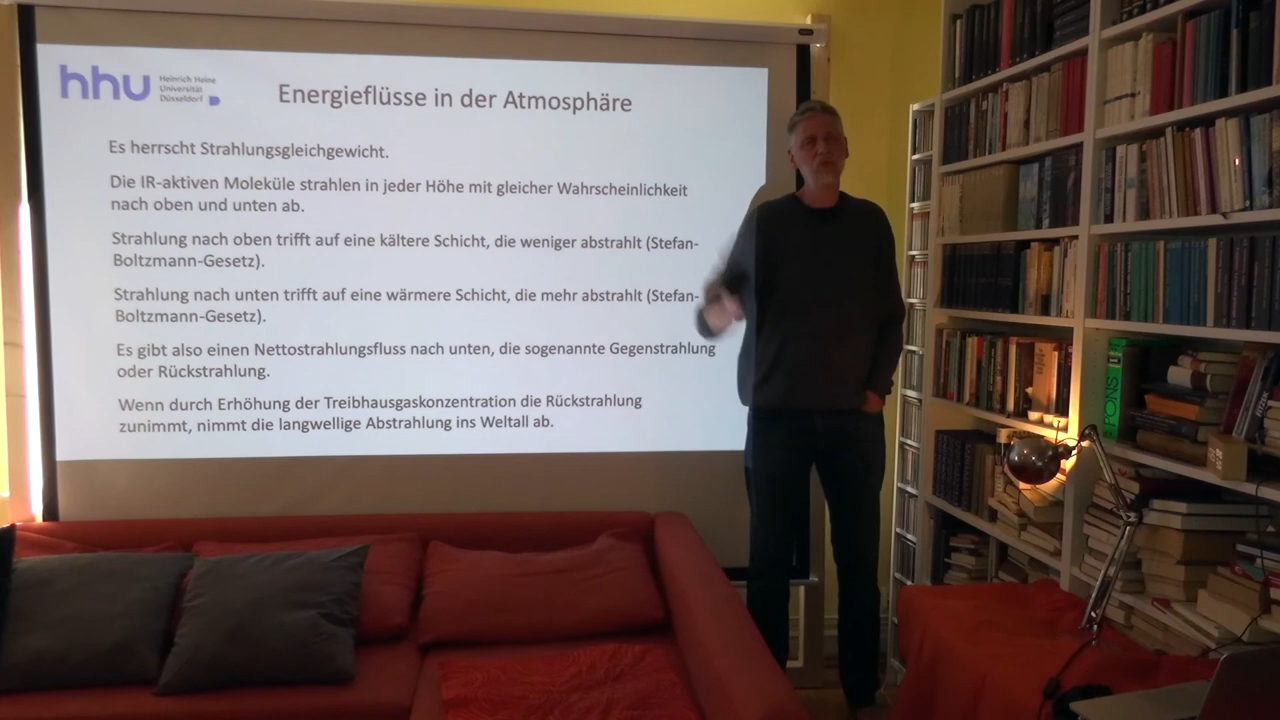 hhu
Heinrich Heine
Universität
Düsseldorf
Energieflüsse in der Atmosphäre
Es herrscht Strahlungsgleichgewicht.
Die IR-aktiven Moleküle strahlen in jeder Höhe mit gleicher Wahrscheinlichkeit
nach oben und unten ab.
Strahlung nach oben trifft auf eine kältere Schicht, die weniger abstrahlt (Stefan-
Boltzmann-Gesetz).
Strahlung nach unten trifft auf eine wärmere Schicht, die mehr abstrahlt (Stefan-
Boltzmann-Gesetz).
Es gibt also einen Nettostrahlungsfluss nach unten, die sogenannte Gegenstrahlung
oder Rückstrahlung.
Wenn durch Erhöhung der Treibhausgaskonzentration die Rückstrahlung
zunimmt, nimmt die langwellige Abstrahlung ins Weltall ab.
PONS